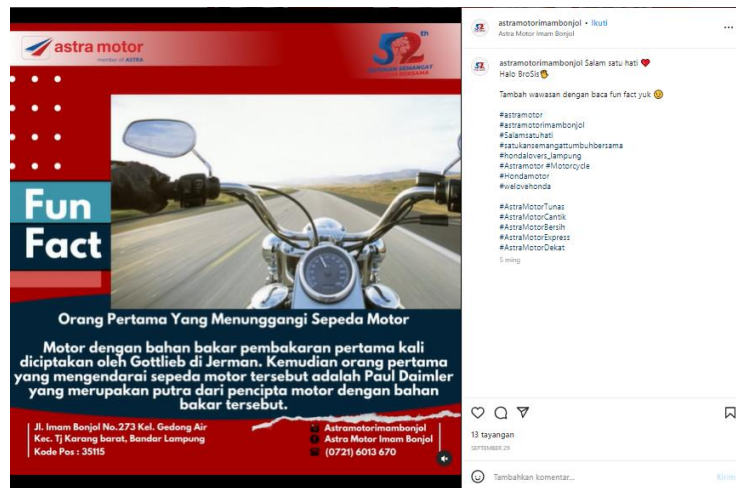 astra motor
member of ASTRA
52th
SATUKAN SEMANGAT
BERSAMA
Fun
Fact
Orang Pertama Yang Menunggangi Sepeda Motor
Motor dengan bahan bakar pembakaran pertama kali
diciptakan oleh Gottlieb di Jerman. Kemudian orang pertama
yang mengendarai sepeda motor tersebut adalah Paul Daimler
yang merupakan putra dari pencipta motor dengan bahan
bakar tersebut.
Jl. Imam Bonjol No.273 Kel. Gedong Air
Kec. Tj Karang barat, Bandar Lampung
Kode Pos : 35115
Astramotorimambonjol
Astra Motor Imam Bonjol
(0721) 6013 670
astramotorimambonjol • Ikuti
Astra Motor Imam Bonjol
astramotorimambonjol Salam satu hati ❤️
Halo BroSis
Tambah wawasan dengan baca fun fact yuk
#astramotor
#astramotorimambonjol
#Salamsatuhati
#satukansemangattumbuhbersama
#hondalovers_lampung
#Astramotor #Motorcycle
#Hondamotor
#welovehonda
#AstraMotorTunas
#AstraMotorCantik
#AstraMotorBersih
#AstraMotorExpress
#AstraMotorDekat
5 ming
13 tayangan
SEPTEMBER 29
Tambahkan komentar...
Kirim